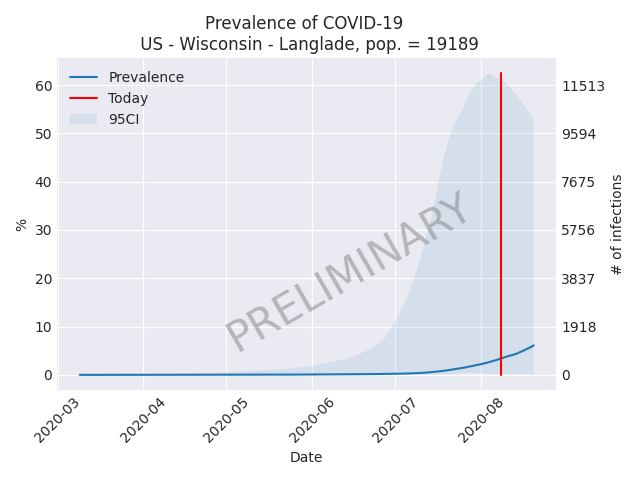 Prevalence of COVID-19
US - Wisconsin - Langlade, pop. = 19189
Prevalence
Today
95CI
60
50
40
30
20
10
0
%
11513
9594
7675
5756
3837
1918
0
# of infections
PRELIMINARY
2020-03
2020-04
2020-05
2020-06
2020-07
2020-08
Date